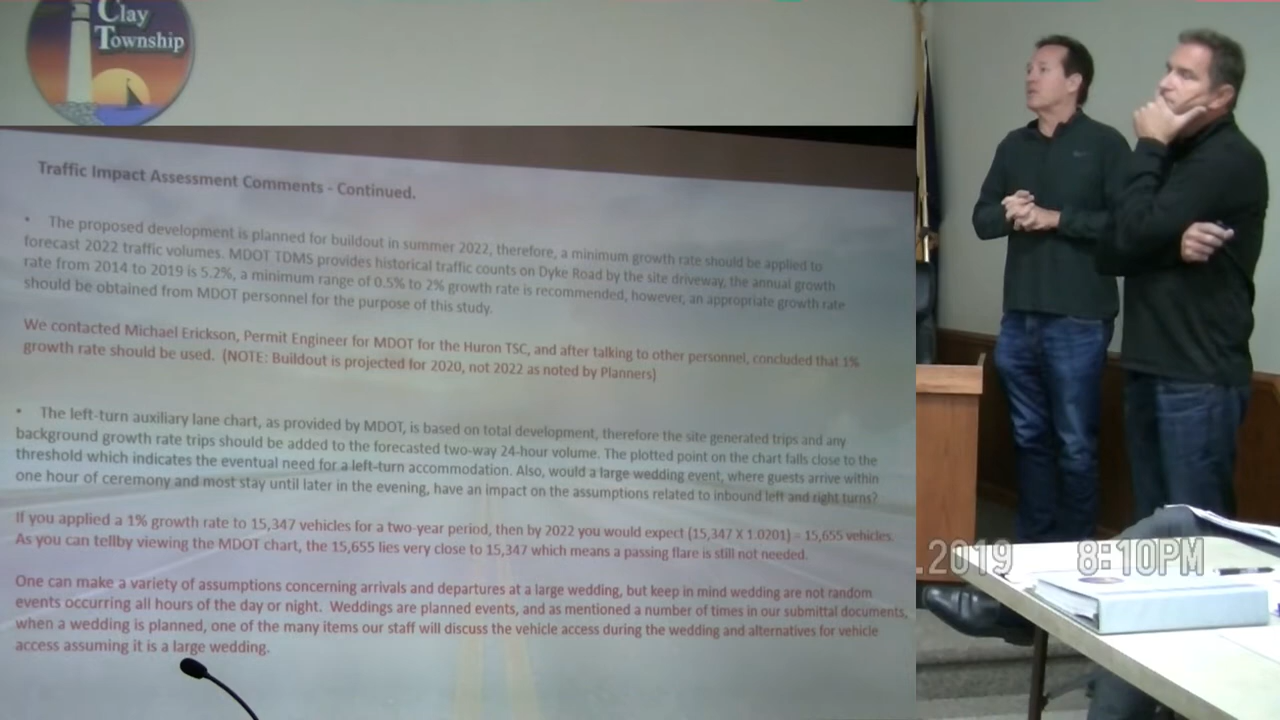 Clay
Township
Traffic Impact Assessment Comments - Continued.
• The proposed development is planned for buildout in summer 2022, therefore, a minimum growth rate should be applied to
forecast 2022 traffic volumes. MDOT TDMS provides historical traffic counts on Dyke Road by the site driveway, the annual growth
rate from 2014 to 2019 is 5.2%, a minimum range of 0.5% to 2% growth rate is recommended, however, an appropriate growth rate
should be obtained from MDOT personnel for the purpose of this study.
We contacted Michael Erickson, Permit Engineer for MDOT for the Huron TSC, and after talking to other personnel, concluded that 1%
growth rate should be used. (NOTE: Buildout is projected for 2020, not 2022 as noted by Planners)
• The left-turn auxiliary lane chart, as provided by MDOT, is based on total development, therefore the site generated trips and any
background growth rate trips should be added to the forecasted two-way 24-hour volume. The plotted point on the chart falls close to the
threshold which indicates the eventual need for a left-turn accommodation. Also, would a large wedding event, where guests arrive within
one hour of ceremony and most stay until later in the evening, have an impact on the assumptions related to inbound left and right turns?
If you applied a 1% growth rate to 15,347 vehicles for a two-year period, then by 2022 you would expect (15,347 X 1.0201) = 15,655 vehicles.
As you can tellby viewing the MDOT chart, the 15,655 lies very close to 15,347 which means a passing flare is still not needed.
One can make a variety of assumptions concerning arrivals and departures at a large wedding, but keep in mind wedding are not random
events occurring all hours of the day or night. Weddings are planned events, and as mentioned a number of times in our submittal documents,
when a wedding is planned, one of the many items our staff will discuss the vehicle access during the wedding and alternatives for vehicle
access assuming it is a large wedding.
.2019 8:10PM